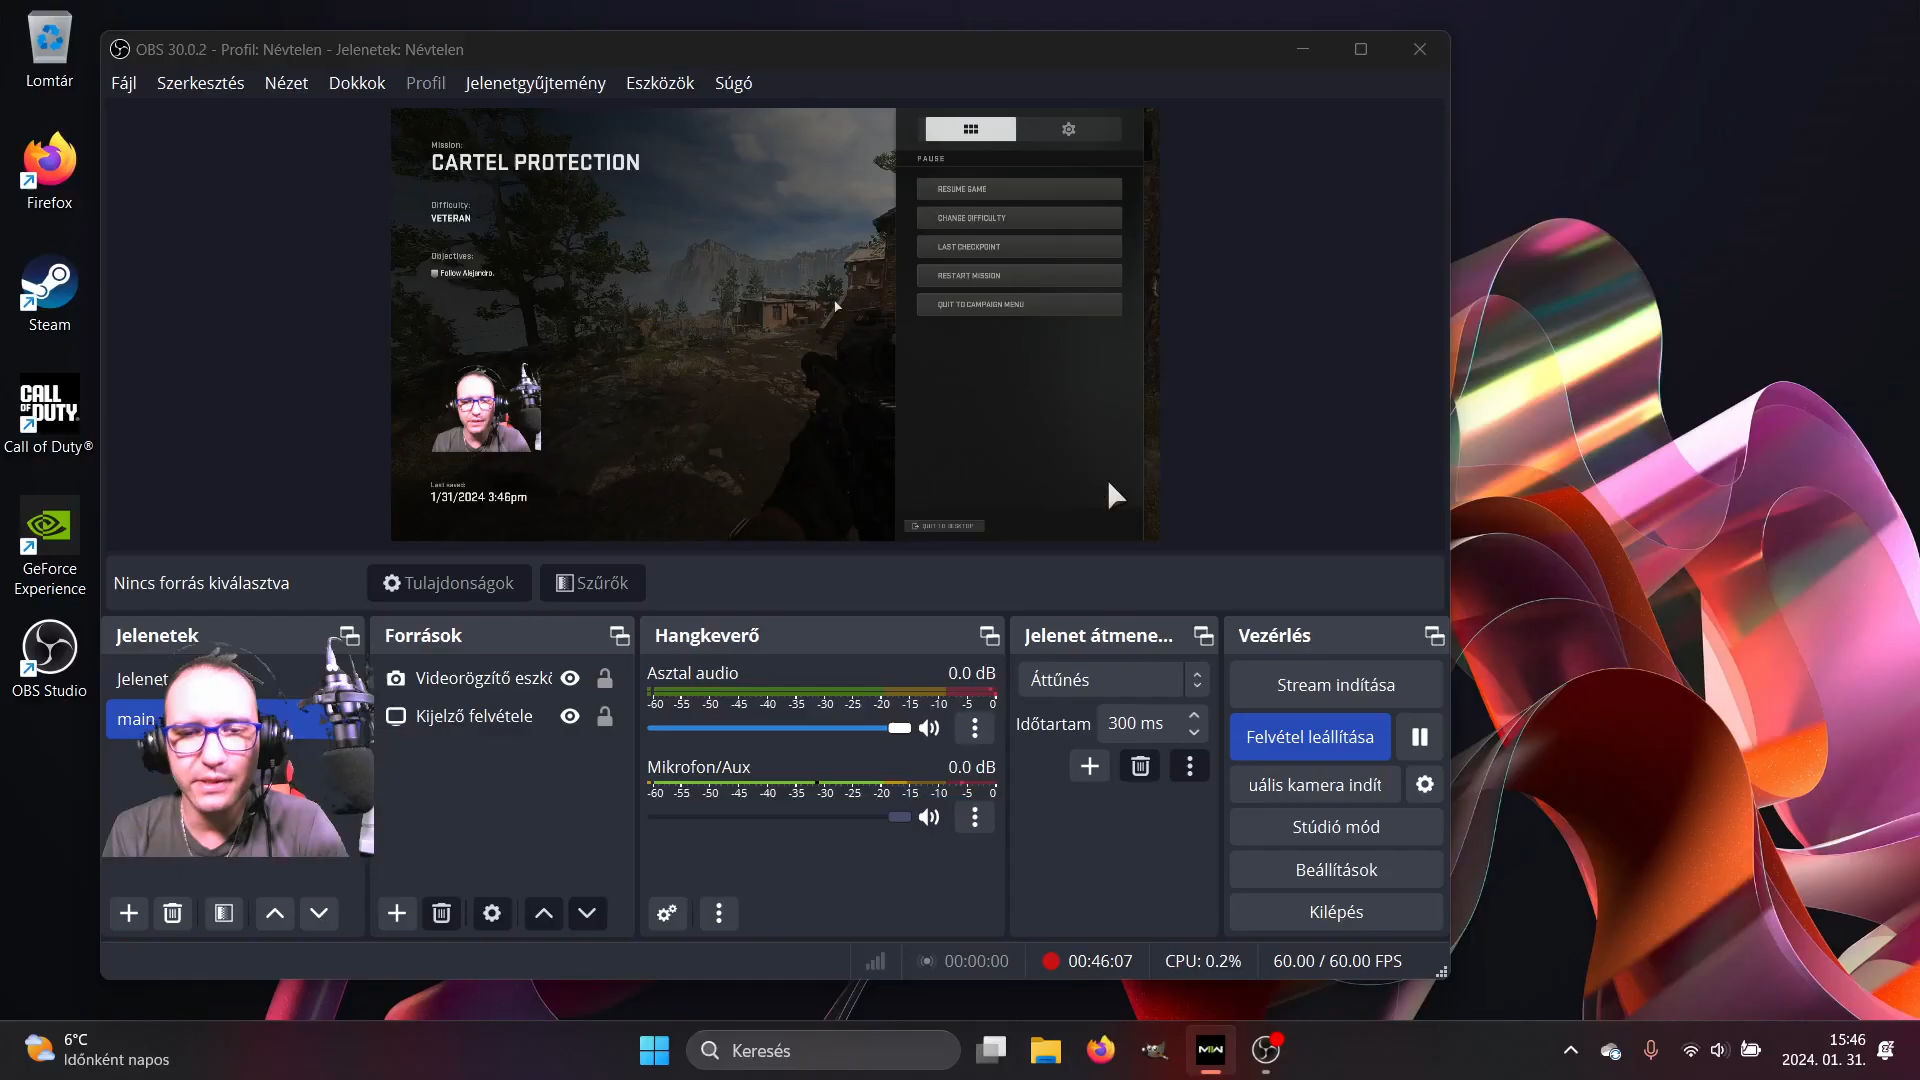 Lomtár
Firefox
Steam
CALL OF DUTY
Call of Duty®
GeForce
Experience
OBS Studio
OBS 30.0.2 - Profil: Névtelen - Jelenetek: Névtelen
Fájl Szerkesztés Nézet Dokkok Profil Jelenetgyűjtemény Eszközök Súgó
Mission:
CARTEL PROTECTION
Difficulty:
VETERAN
Objectives:
Follow Alejandro.
Last saved:
1/31/2024 3:46pm
PAUSE
RESUME GAME
CHANGE DIFFICULTY
LAST CHECKPOINT
RESTART MISSION
QUIT TO CAMPAIGN MENU
QUIT TO DESKTOP
Nincs forrás kiválasztva
Tulajdonságok
Szűrők
Jelenetek
Jelenet
main
Források
Videorögzítő eszkö
Kijelző felvétele
Hangkeverő
Asztal audio 0.0 dB
-60 -55 -50 -45 -40 -35 -30 -25 -20 -15 -10 -5 0
Mikrofon/Aux 0.0 dB
-60 -55 -50 -45 -40 -35 -30 -25 -20 -15 -10 -5 0
Jelenet átmene...
Áttűnés
Időtartam 300 ms
Vezérlés
Stream indítása
Felvétel leállítása
uális kamera indít
Stúdió mód
Beállítások
Kilépés
00:00:00
00:46:07
CPU: 0.2%
60.00 / 60.00 FPS
6°C
Időnként napos
Keresés
MW
15:46
2024. 01. 31.